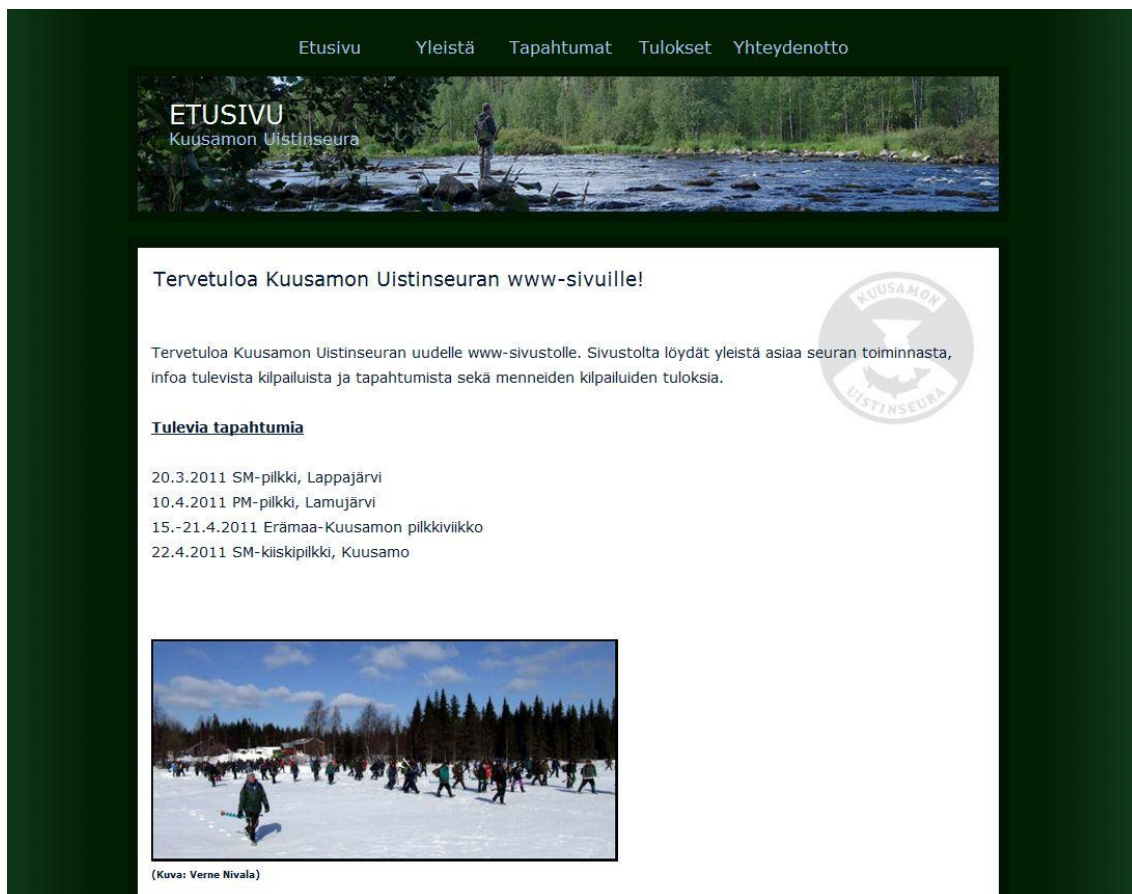 Etusivu Yleistä Tapahtumat Tulokset Yhteydenotto
ETUSIVU
Kuusamon Uistinseura
Tervetuloa Kuusamon Uistinseuran www-sivuille!
KUUSAMON
UISTINSEURA
Tervetuloa Kuusamon Uistinseuran uudelle www-sivustolle. Sivustolta löydät yleistä asiaa seuran toiminnasta,
infoa tulevista kilpailuista ja tapahtumista sekä menneiden kilpailuiden tuloksia.
Tulevia tapahtumia
20.3.2011 SM-pilkki, Lappajärvi
10.4.2011 PM-pilkki, Lamujärvi
15.-21.4.2011 Erämaa-Kuusamon pilkkiviikko
22.4.2011 SM-kiiskipilkki, Kuusamo
(Kuva: Verne Nivala)